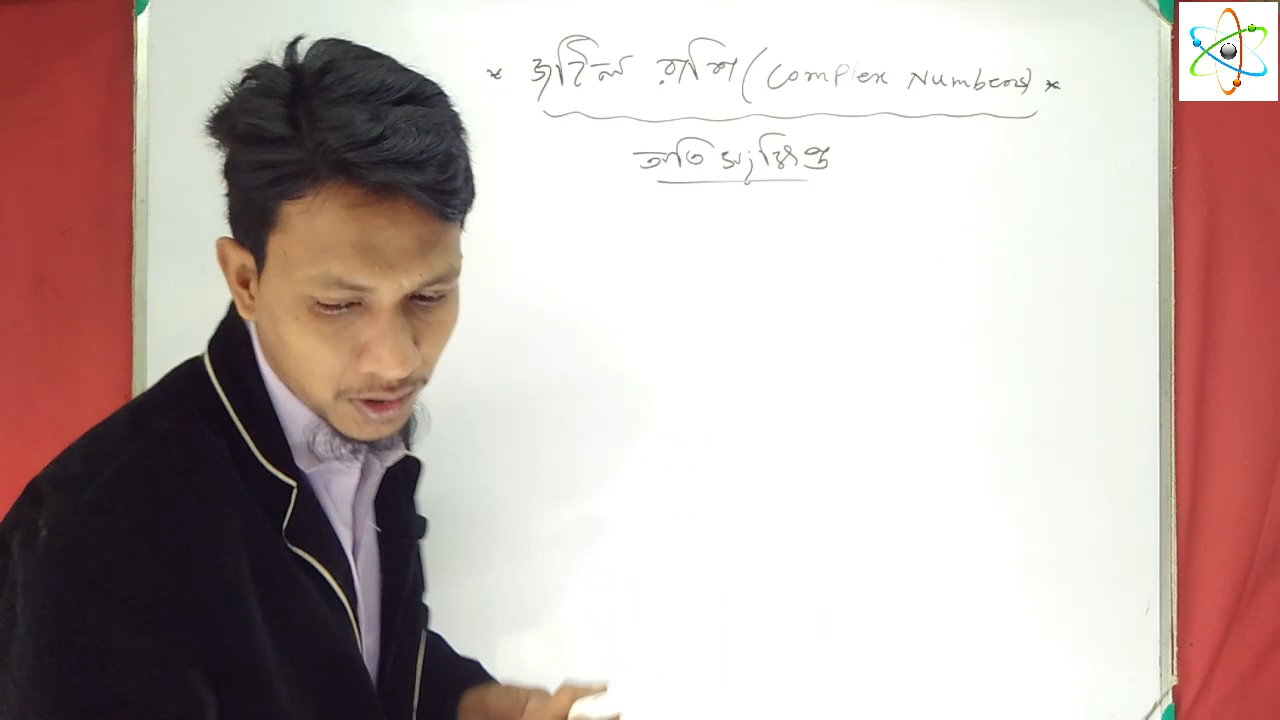 * জটিল রাশি (Complex Numbers) *
অতি সংক্ষিপ্ত